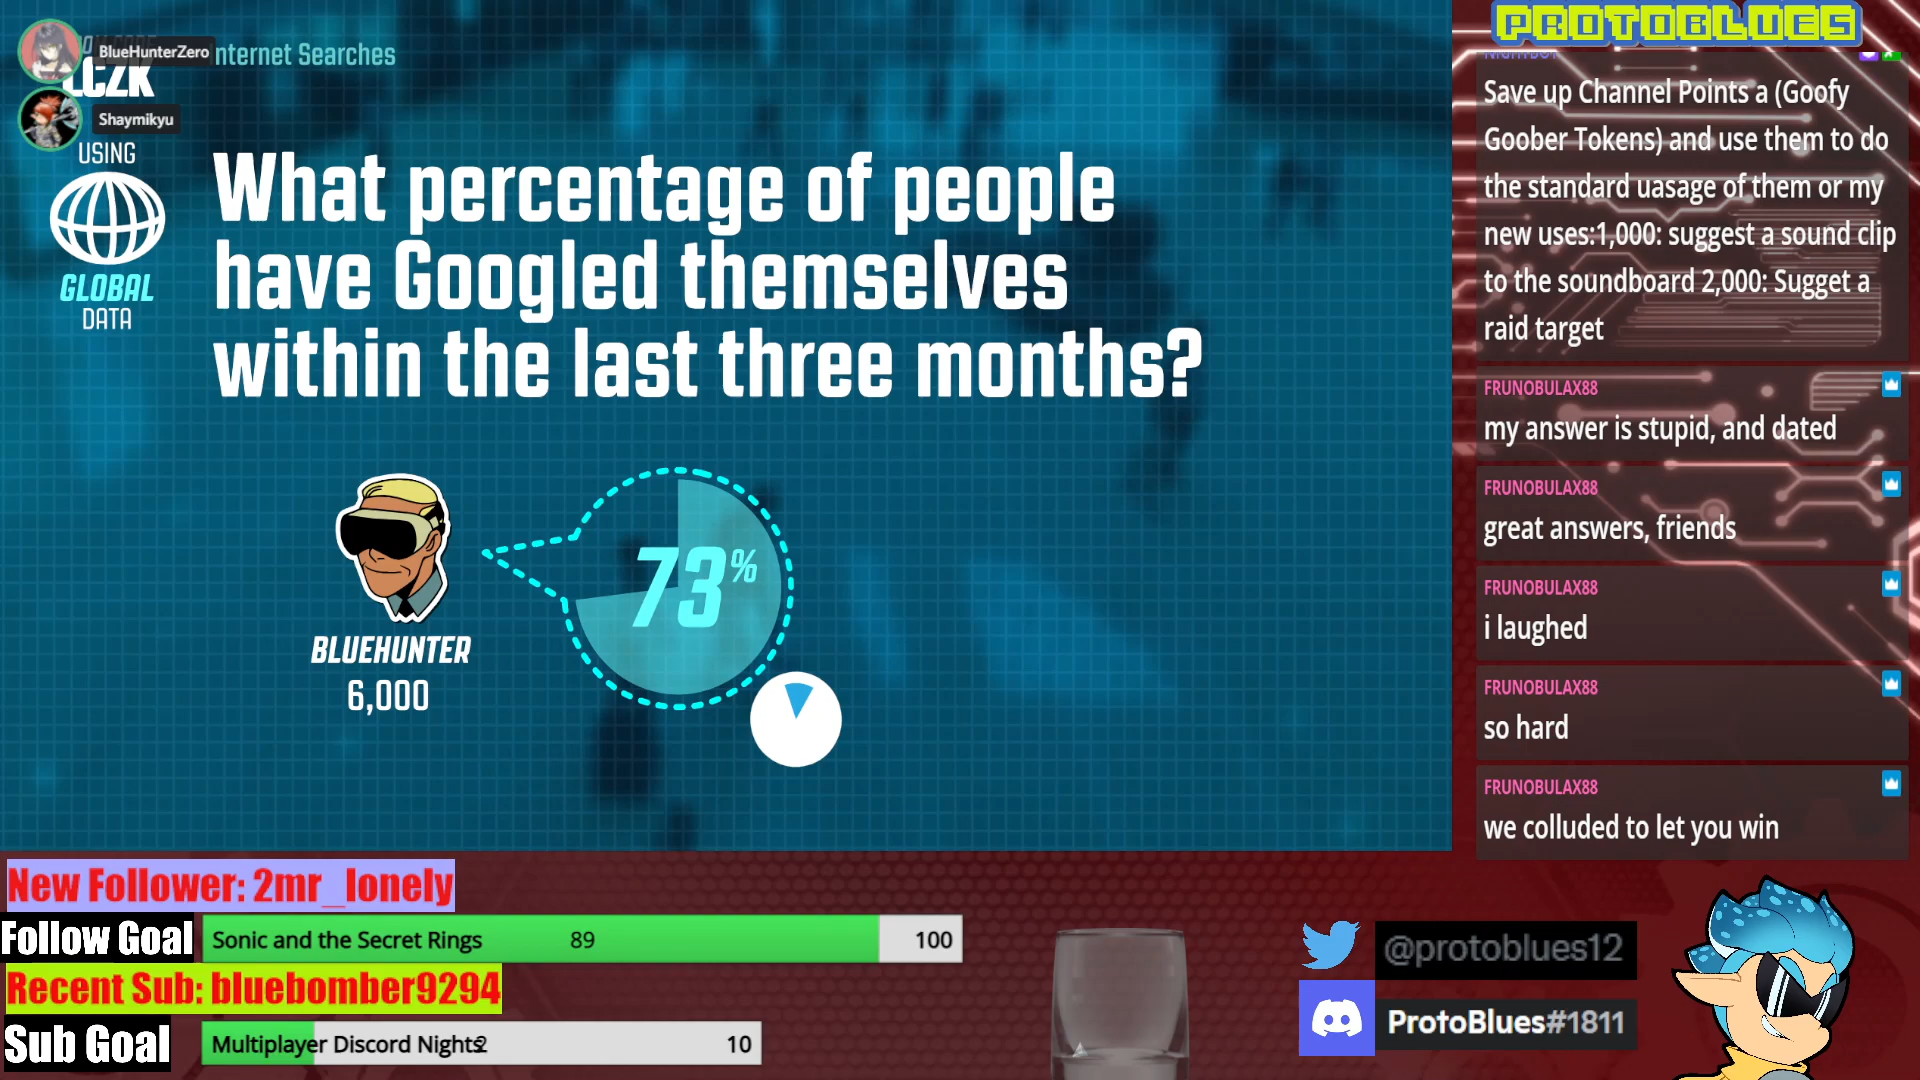 BlueHunterZero
Internet Searches
Shaymikyu
USING
GLOBAL
DATA
What percentage of people
have Googled themselves
within the last three months?
73%
BLUEHUNTER
6,000
PROTOBLUES
NIGHTBOT
Save up Channel Points a (Goofy
Goober Tokens) and use them to do
the standard uasage of them or my
new uses:1,000: suggest a sound clip
to the soundboard 2,000: Sugget a
raid target
FRUNOBULAX88
my answer is stupid, and dated
FRUNOBULAX88
great answers, friends
FRUNOBULAX88
i laughed
FRUNOBULAX88
so hard
FRUNOBULAX88
we colluded to let you win
New Follower: 2mr_lonely
Follow Goal
Sonic and the Secret Rings 89 100
Recent Sub: bluebomber9294
Sub Goal
Multiplayer Discord Nights 2 10
@protoblues12
ProtoBlues#1811